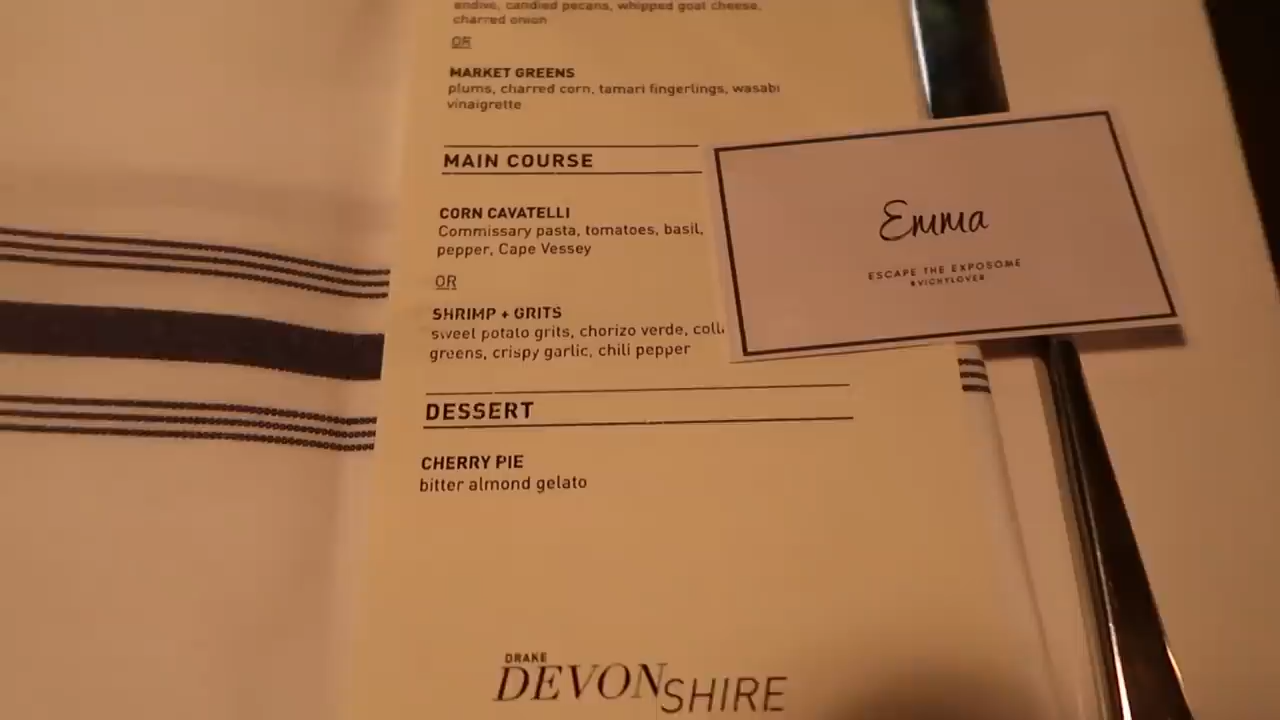 endive, candied pecans, whipped goat cheese,
charred onion
OR
MARKET GREENS
plums, charred corn, tamari fingerlings, wasabi
vinaigrette
MAIN COURSE
CORN CAVATELLI
Commissary pasta, tomatoes, basil,
pepper, Cape Vessey
OR
SHRIMP + GRITS
sweet potato grits, chorizo verde, coll
greens, crispy garlic, chili pepper
DESSERT
CHERRY PIE
bitter almond gelato
DRAKE
DEVONSHIRE
Emma
ESCAPE THE EXPOSOME
#VICHYLOVER